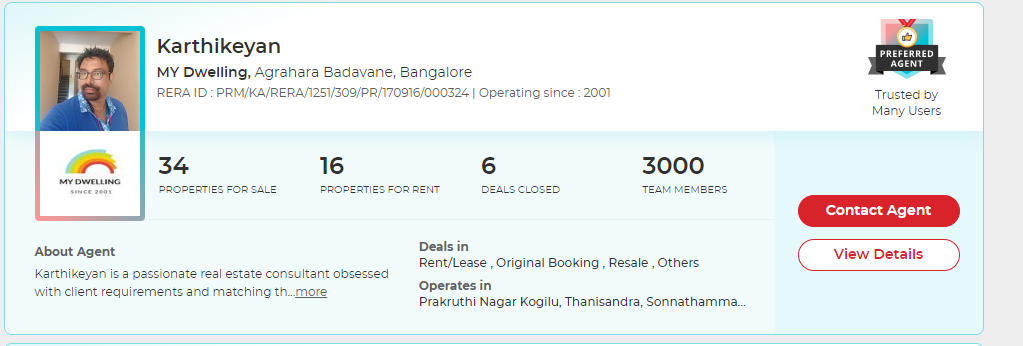 Karthikeyan
MY Dwelling, Agrahara Badavane, Bangalore
RERA ID : PRM/KA/RERA/1251/309/PR/170916/000324 | Operating since : 2001
PREFERRED
AGENT
Trusted by
Many Users
MY DWELLING
SINCE 2001
34
PROPERTIES FOR SALE
16
PROPERTIES FOR RENT
6
DEALS CLOSED
3000
TEAM MEMBERS
Contact Agent
View Details
About Agent
Karthikeyan is a passionate real estate consultant obsessed
with client requirements and matching th...more
Deals in
Rent/Lease , Original Booking , Resale , Others
Operates in
Prakruthi Nagar Kogilu, Thanisandra, Sonnathamma...